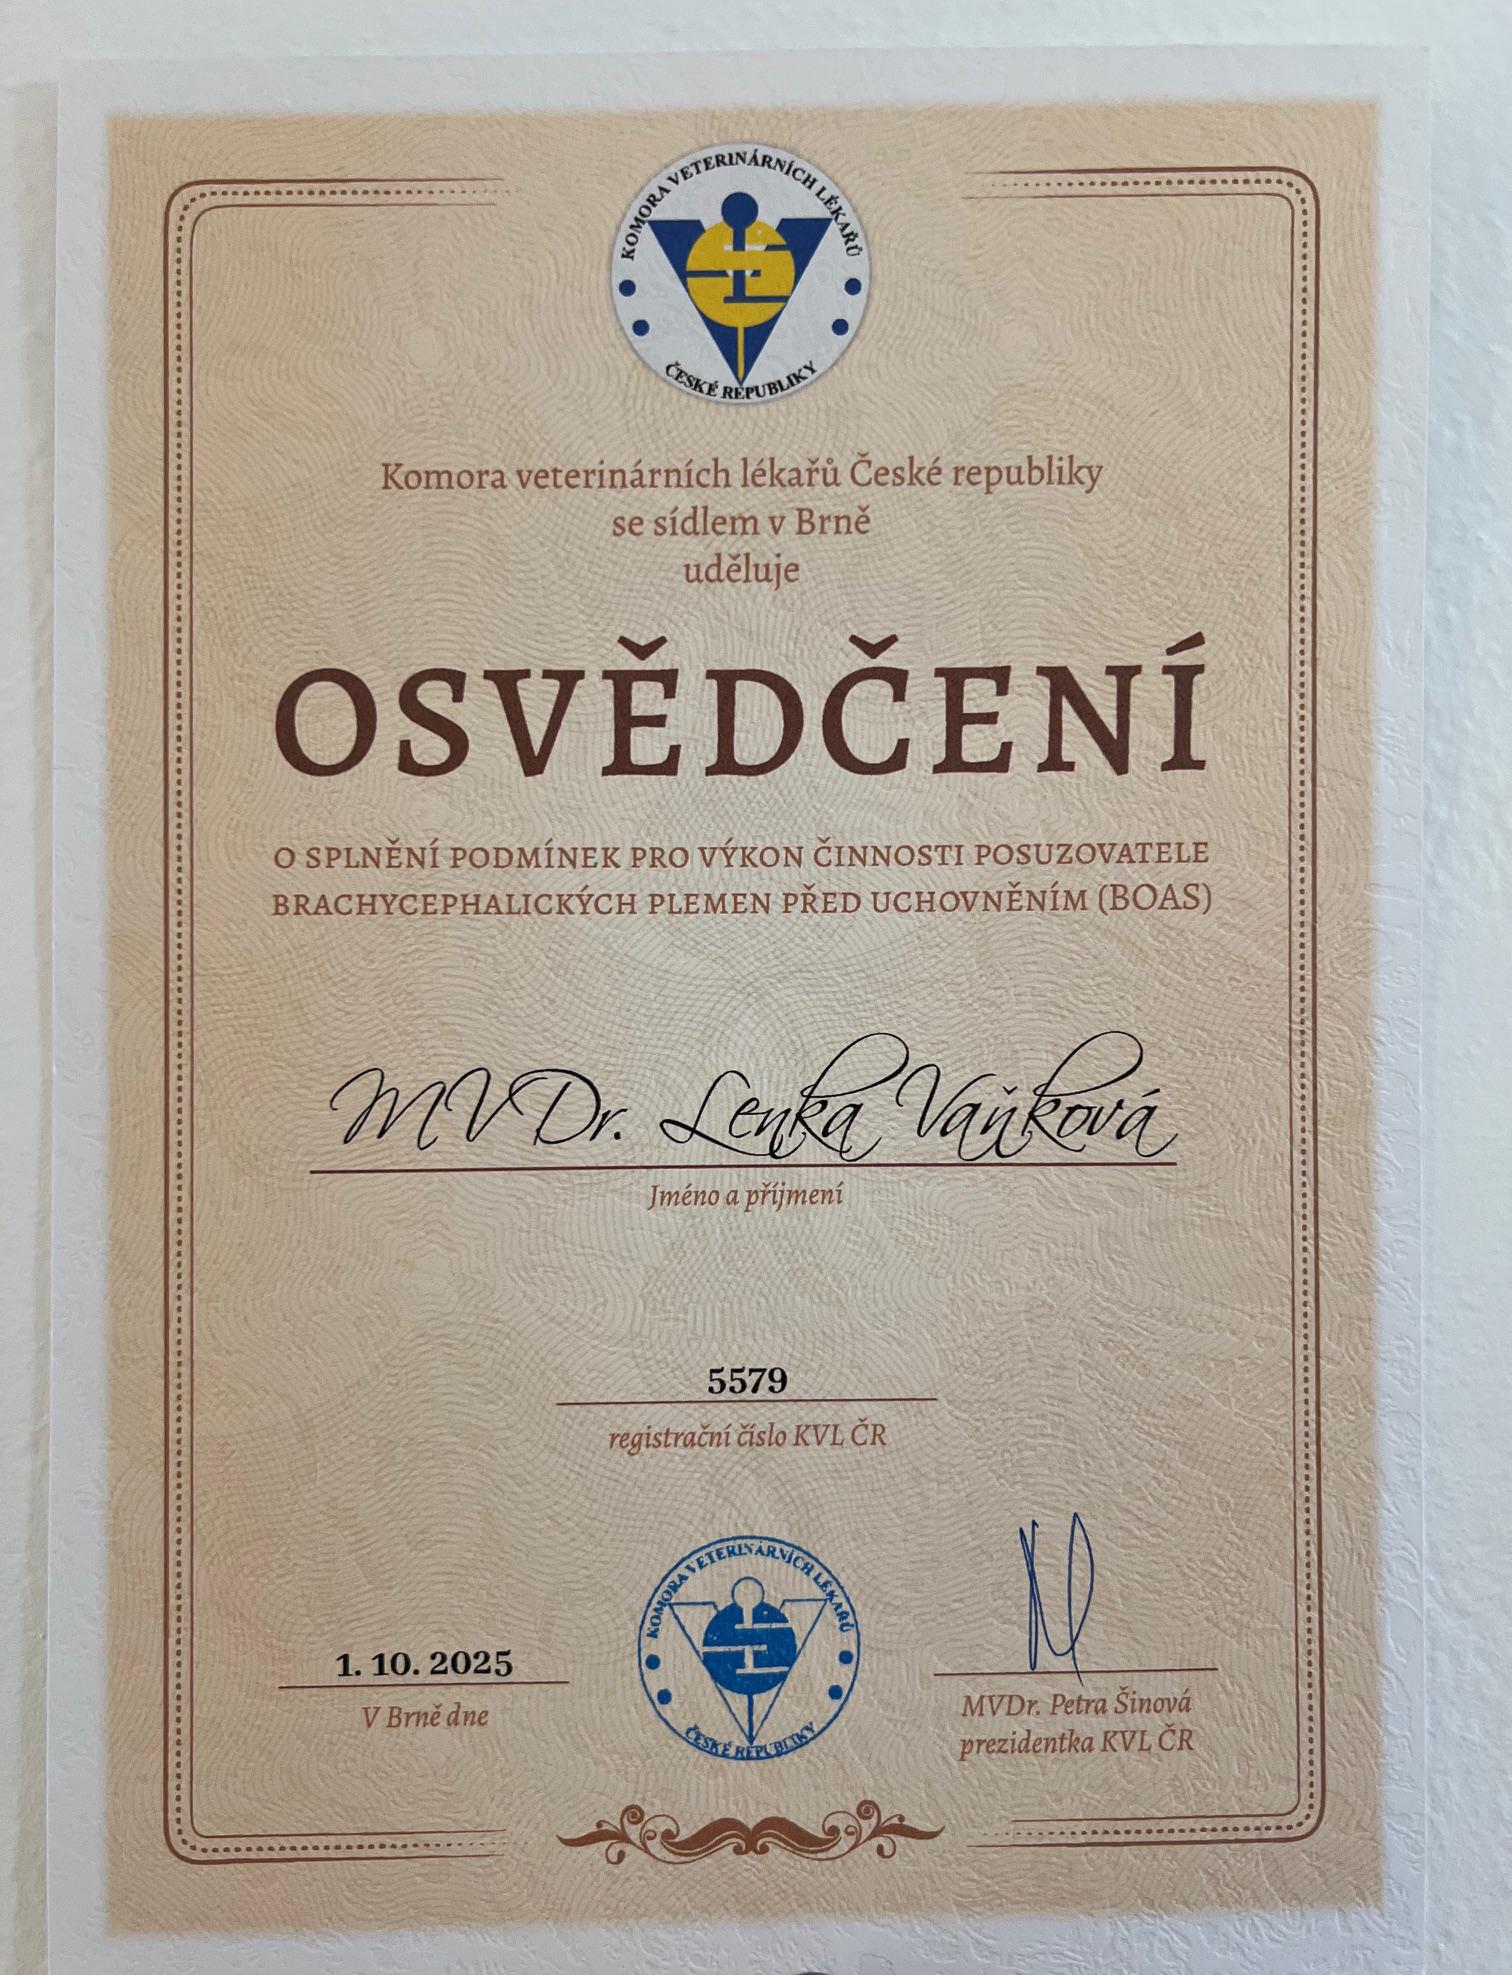 KOMORA VETERINÁRNÍCH LÉKAŘŮ
ČESKÉ REPUBLIKY
Komora veterinárních lékařů České republiky
se sídlem v Brně
uděluje
OSVĚDČENÍ
O SPLNĚNÍ PODMÍNEK PRO VÝKON ČINNOSTI POSUZOVATELE
BRACHYCEPHALICKÝCH PLEMEN PŘED UCHOVNĚNÍM (BOAS)
MVDr. Lenka Vaňková
Jméno a příjmení
5579
registrační číslo KVL ČR
KOMORA VETERINÁRNÍCH LÉKAŘŮ
ČESKÉ REPUBLIKY
1. 10. 2025
V Brně dne
MVDr. Petra Šinová
prezidentka KVL ČR